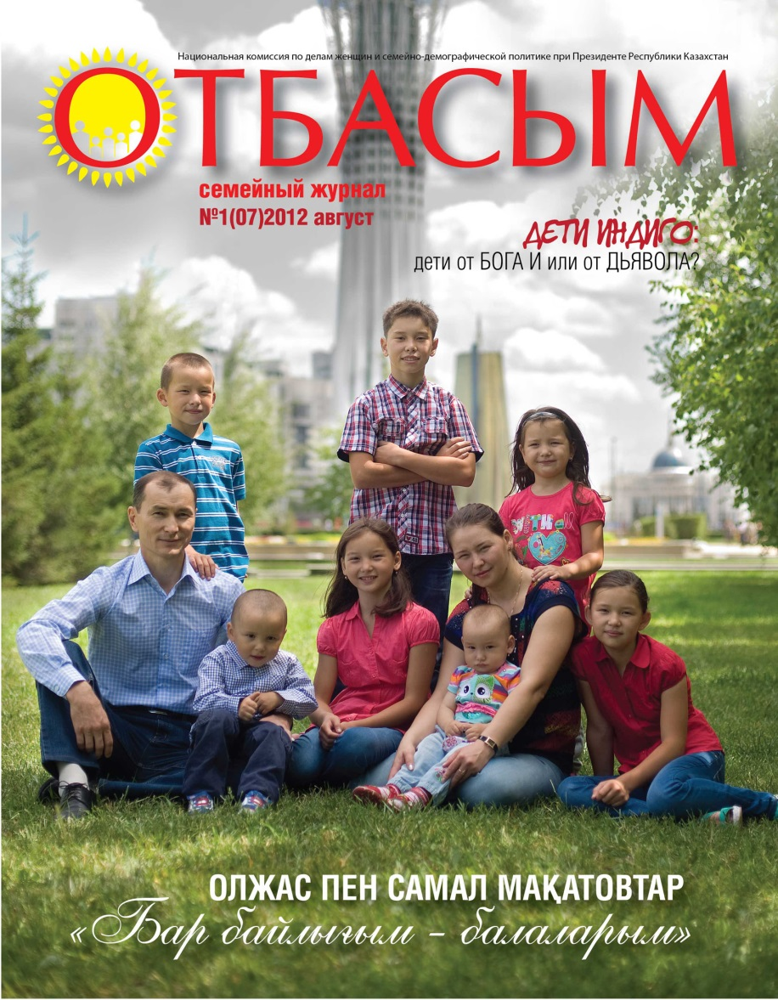 Национальная комиссия по делам женщин и семейно-демографической политике при Президенте Республики Казахстан
ОТБАСЫМ
семейный журнал
№1(07)2012 август
ДЕТИ ИНДИГО:
дети от БОГА И или от ДЬЯВОЛА?
ОЛЖАС ПЕН САМАЛ МАҚАТОВТАР
«Бар байлығым – балаларым»